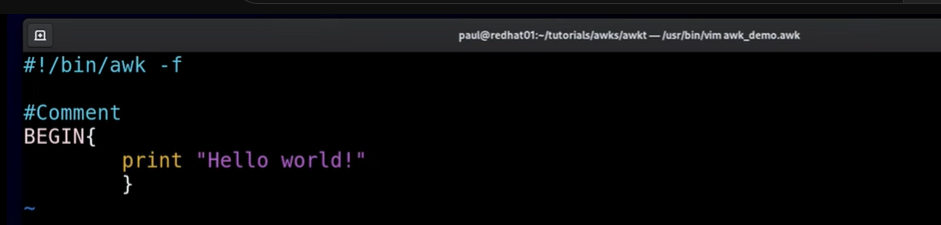 paul@redhat01:~/tutorials/awks/awkt — /usr/bin/vim awk_demo.awk
#!/bin/awk -f
#Comment
BEGIN{
print "Hello world!"
}
~